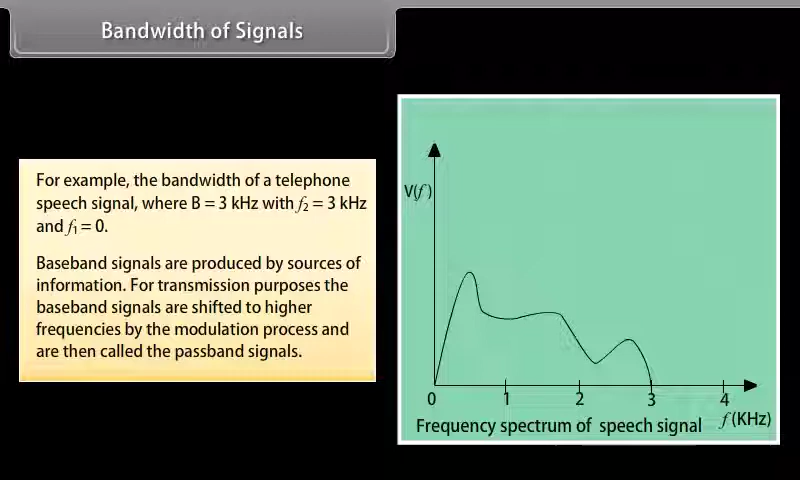 Bandwidth of Signals
For example, the bandwidth of a telephone
speech signal, where B = 3 kHz with f₂ = 3 kHz
and f₁ = 0.
Baseband signals are produced by sources of
information. For transmission purposes the
baseband signals are shifted to higher
frequencies by the modulation process and
are then called the passband signals.
V(f)
0 1 2 3 4
f (KHz)
Frequency spectrum of speech signal